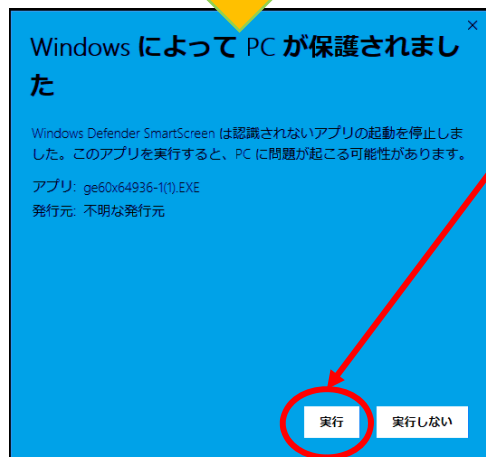 Windows によって PC が保護されまし
た
Windows Defender SmartScreen は認識されないアプリの起動を停止しま
した。このアプリを実行すると、PC に問題が起こる可能性があります。
アプリ: ge60x64936-1(1).EXE
発行元: 不明な発行元
実行 実行しない